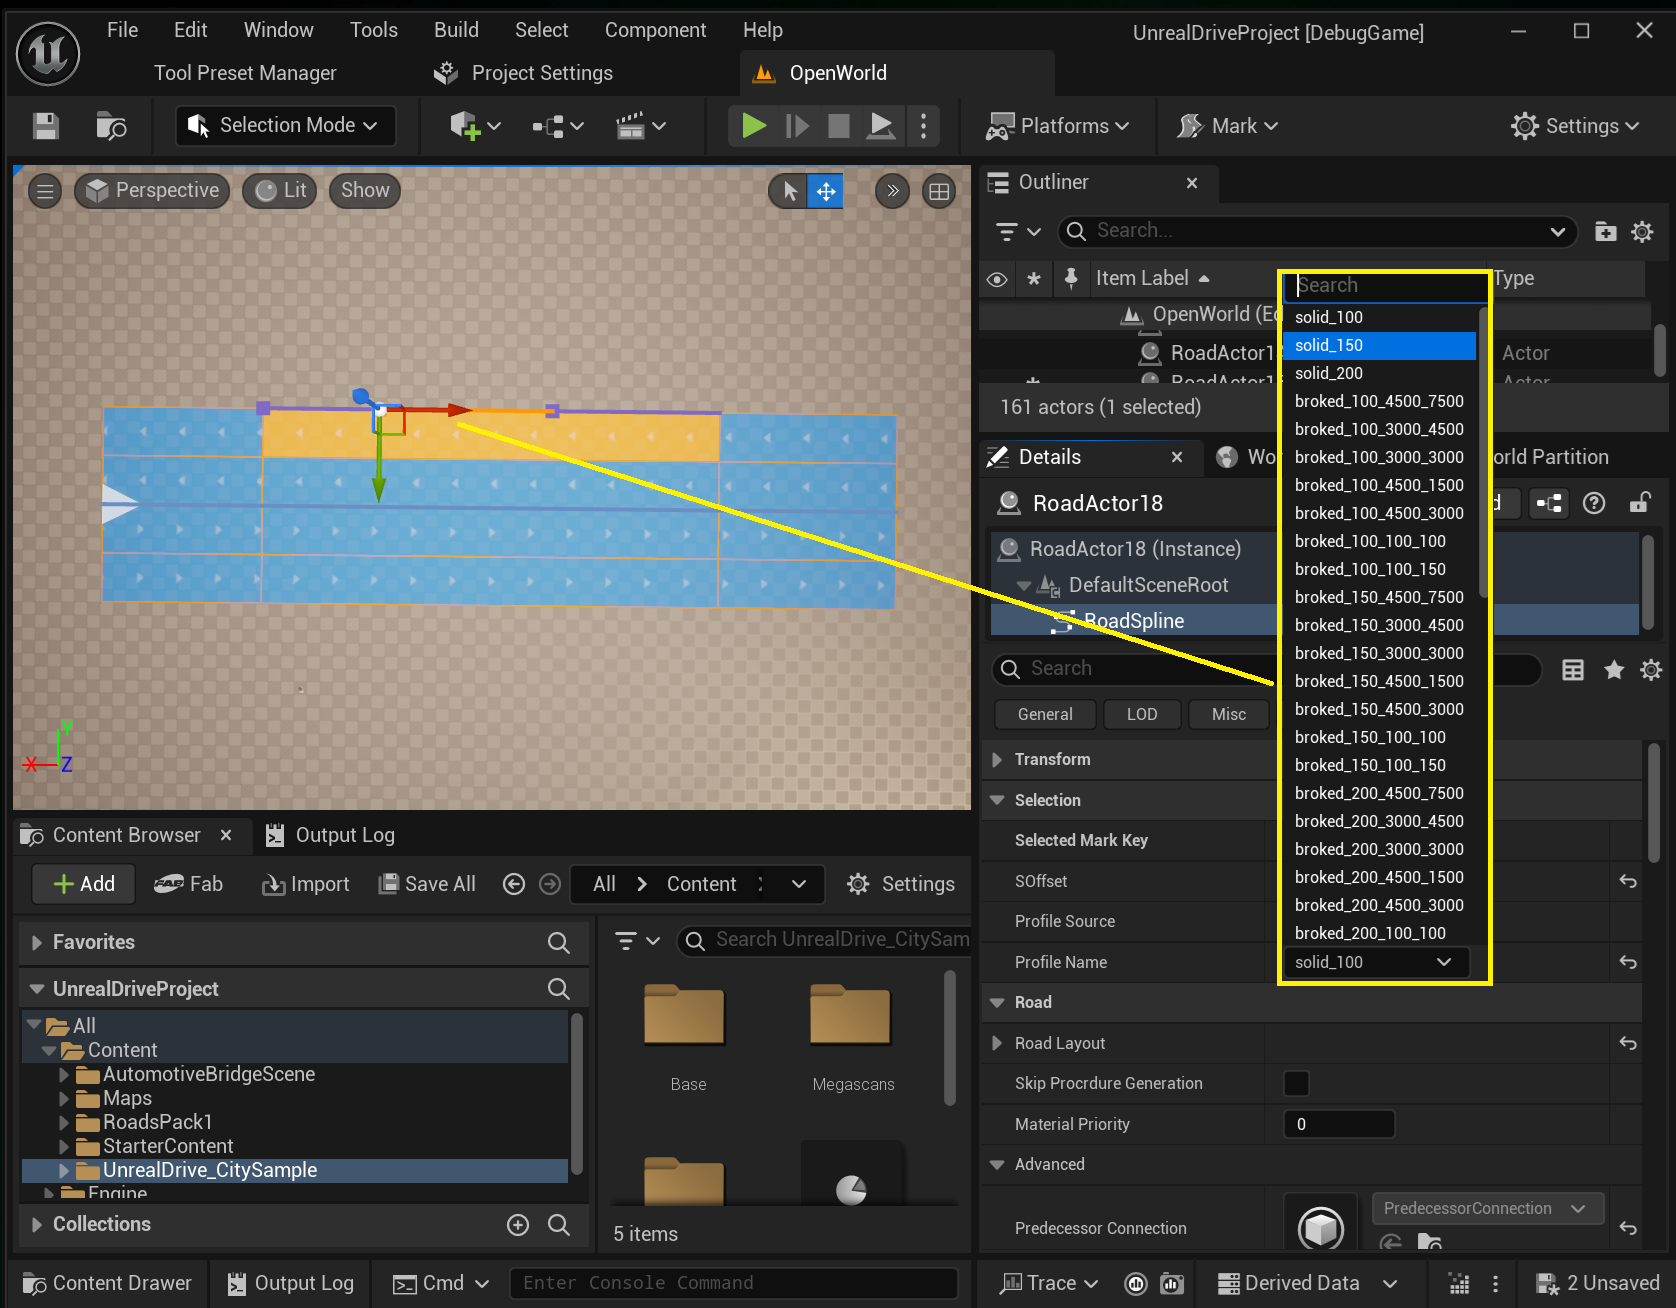 File Edit Window Tools Build Select Component Help
UnrealDriveProject [DebugGame]
Tool Preset Manager
Project Settings
OpenWorld
Selection Mode
Platforms
Mark
Settings
Perspective
Lit
Show
X
Y
Z
Outliner
Search...
Item Label
Type
OpenWorld (Ed
RoadActor1
Actor
161 actors (1 selected)
Details
Wo
orld Partition
RoadActor18
d
RoadActor18 (Instance)
DefaultSceneRoot
RoadSpline
Search
General
LOD
Misc
Transform
Selection
Selected Mark Key
SOffset
Profile Source
Profile Name
solid_100
Road
Road Layout
Skip Procrdure Generation
Material Priority
0
Advanced
Predecessor Connection
PredecessorConnection
Search
solid_100
solid_150
solid_200
broked_100_4500_7500
broked_100_3000_4500
broked_100_3000_3000
broked_100_4500_1500
broked_100_4500_3000
broked_100_100_100
broked_100_100_150
broked_150_4500_7500
broked_150_3000_4500
broked_150_3000_3000
broked_150_4500_1500
broked_150_4500_3000
broked_150_100_100
broked_150_100_150
broked_200_4500_7500
broked_200_3000_4500
broked_200_3000_3000
broked_200_4500_1500
broked_200_4500_3000
broked_200_100_100
Content Browser
Output Log
Add
Fab
Import
Save All
All
Content
Settings
Favorites
UnrealDriveProject
All
Content
AutomotiveBridgeScene
Maps
RoadsPack1
StarterContent
UnrealDrive_CitySample
Engine
Collections
Search UnrealDrive_CitySam
Base
Megascans
5 items
Content Drawer
Output Log
Cmd
Enter Console Command
Trace
Derived Data
2 Unsaved